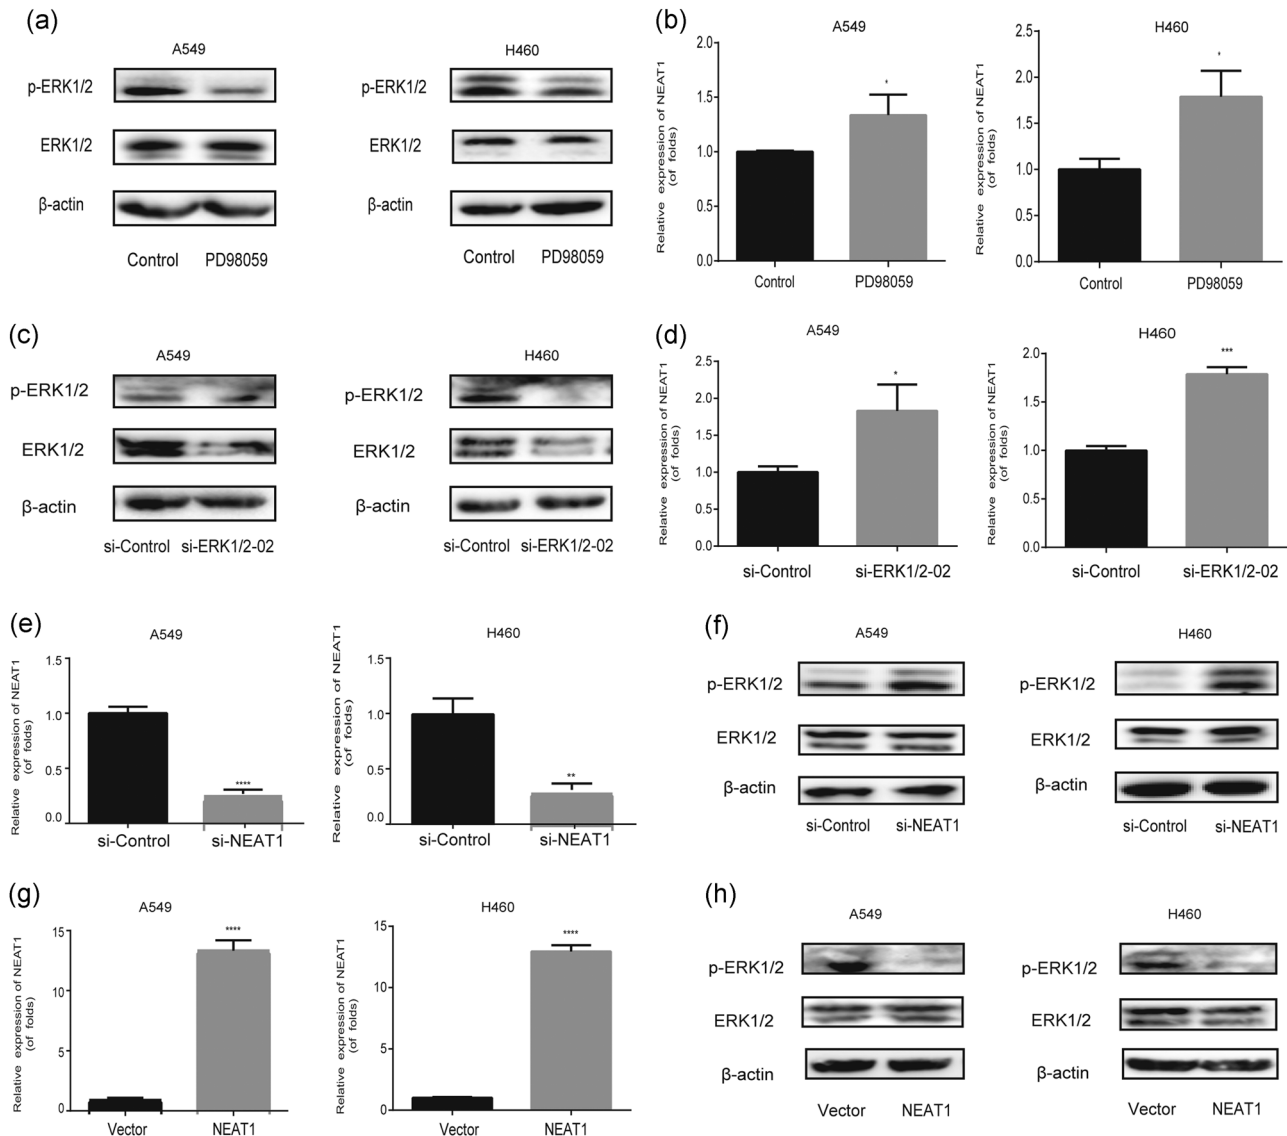 (a)
A549
H460
p-ERK1/2
p-ERK1/2
ERK1/2
ERK1/2
β-actin
β-actin
Control PD98059
Control PD98059
(b)
A549
Relative expression of NEAT1
(of folds)
2.0
1.5
1.0
0.5
0.0
*
Control
PD98059
H460
Relative expression of NEAT1
(of folds)
2.5
2.0
1.5
1.0
0.5
0.0
*
Control
PD98059
(c)
A549
H460
p-ERK1/2
p-ERK1/2
ERK1/2
ERK1/2
β-actin
β-actin
si-Control si-ERK1/2-02
si-Control si-ERK1/2-02
(d)
A549
Relative expression of NEAT1
(of folds)
2.5
2.0
1.5
1.0
0.5
0.0
*
si-Control
si-ERK1/2-02
H460
Relative expression of NEAT1
(of folds)
2.0
1.5
1.0
0.5
0.0
***
si-Control
si-ERK1/2-02
(e)
A549
Relative expression of NEAT1
(of folds)
1.5
1.0
0.5
0.0
****
si-Control
si-NEAT1
H460
Relative expression of NEAT1
(of folds)
1.5
1.0
0.5
0.0
**
si-Control
si-NEAT1
(f)
A549
H460
p-ERK1/2
p-ERK1/2
ERK1/2
ERK1/2
β-actin
β-actin
si-Control si-NEAT1
si-Control si-NEAT1
(g)
A549
Relative expression of NEAT1
(of folds)
15
10
5
0
****
Vector
NEAT1
H460
Relative expression of NEAT1
(of folds)
15
10
5
0
****
Vector
NEAT1
(h)
A549
H460
p-ERK1/2
p-ERK1/2
ERK1/2
ERK1/2
β-actin
β-actin
Vector NEAT1
Vector NEAT1